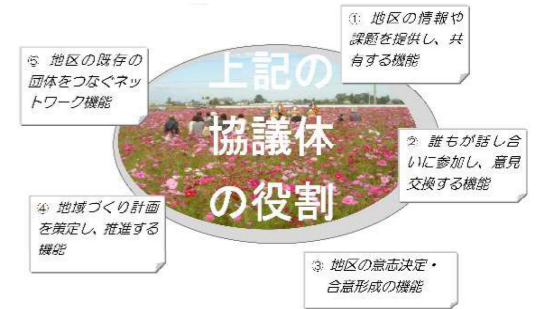 上記の
協議体
の役割
① 地区の情報や
課題を提供し、共
有する機能
② 誰もが話し合
いに参加し、意見
交換する機能
③ 地区の意志決定・
合意形成の機能
④ 地域づくり計画
を策定し、推進する
機能
⑤ 地区の既存の
団体をつなぐネッ
トワーク機能